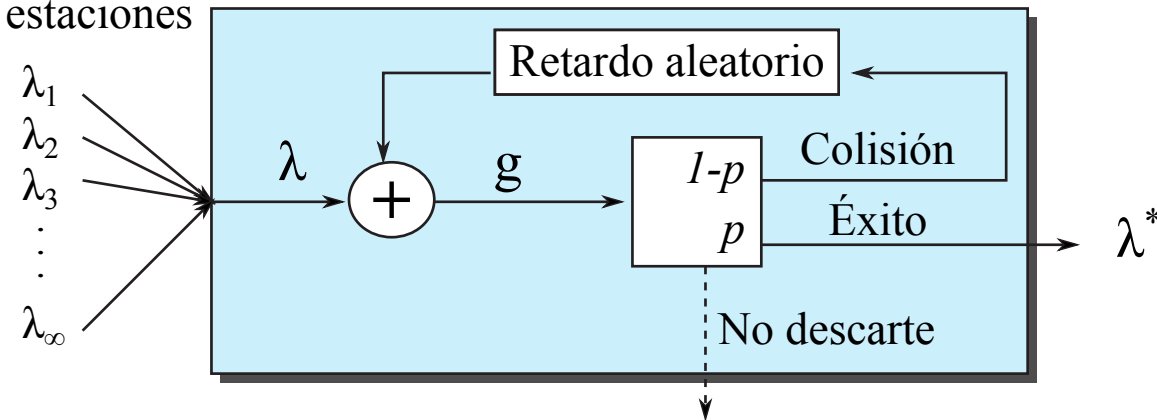 estaciones
λ1
λ2
λ3
⋮
λ∞
λ
+
g
Retardo aleatorio
1-p
p
Colisión
Éxito
No descarte
λ*